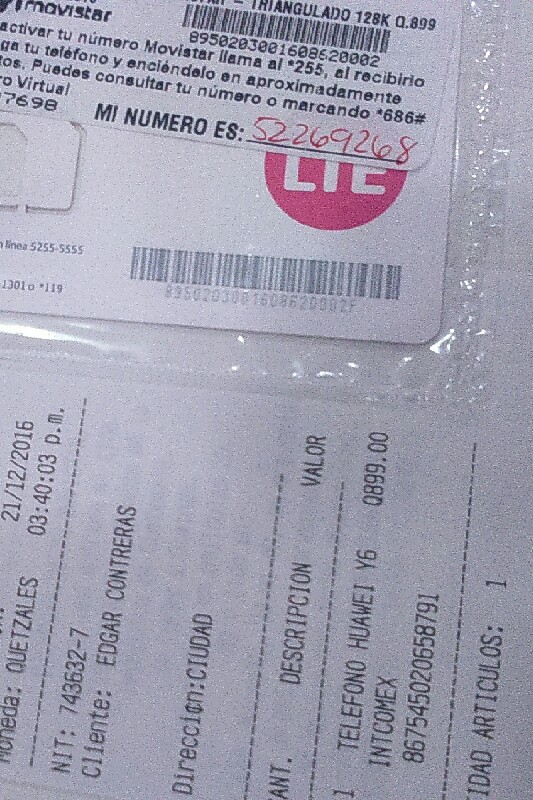 movistar
TRIANGULADO 128K Q.899
8950203001608620002
activar tu número Movistar llama al *255, al recibirlo
ga tu teléfono y enciéndelo en aproximadamente
tos. Puedes consultar tu número o marcando *686#
ro Virtual
7698
MI NUMERO ES: 52269268
LTE
línea 5255-5555
1301 o *119
8950203001608620002F
21/12/2016
03:40:03 p.m.
Moneda: QUETZALES
NIT: 743632-7
Cliente: EDGAR CONTRERAS
Dirección:CIUDAD
CANT. DESCRIPCION VALOR
1 TELEFONO HUAWEI Y6 Q899.00
INTCOMEX
867545020658791
IDAD ARTICULOS: 1